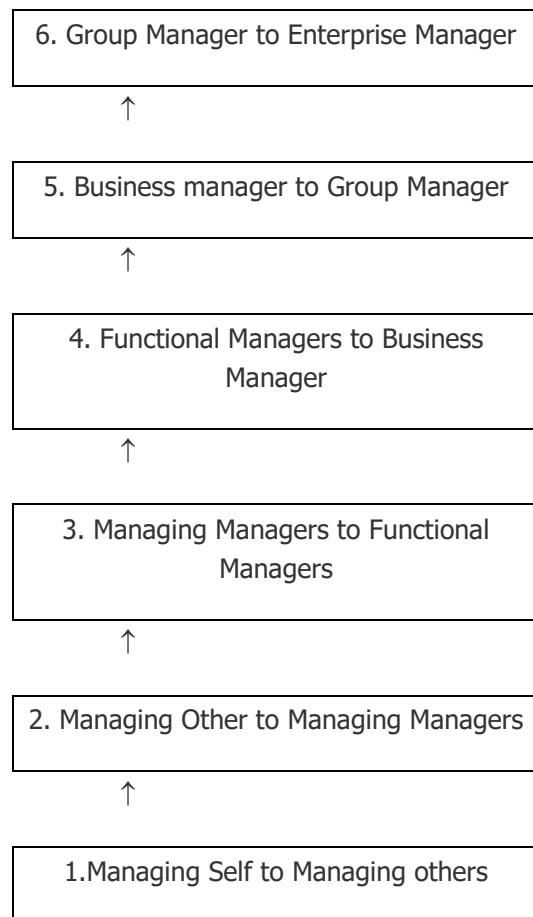 6. Group Manager to Enterprise Manager
↑
5. Business manager to Group Manager
↑
4. Functional Managers to Business
Manager
↑
3. Managing Managers to Functional
Managers
↑
2. Managing Other to Managing Managers
↑
1.Managing Self to Managing others